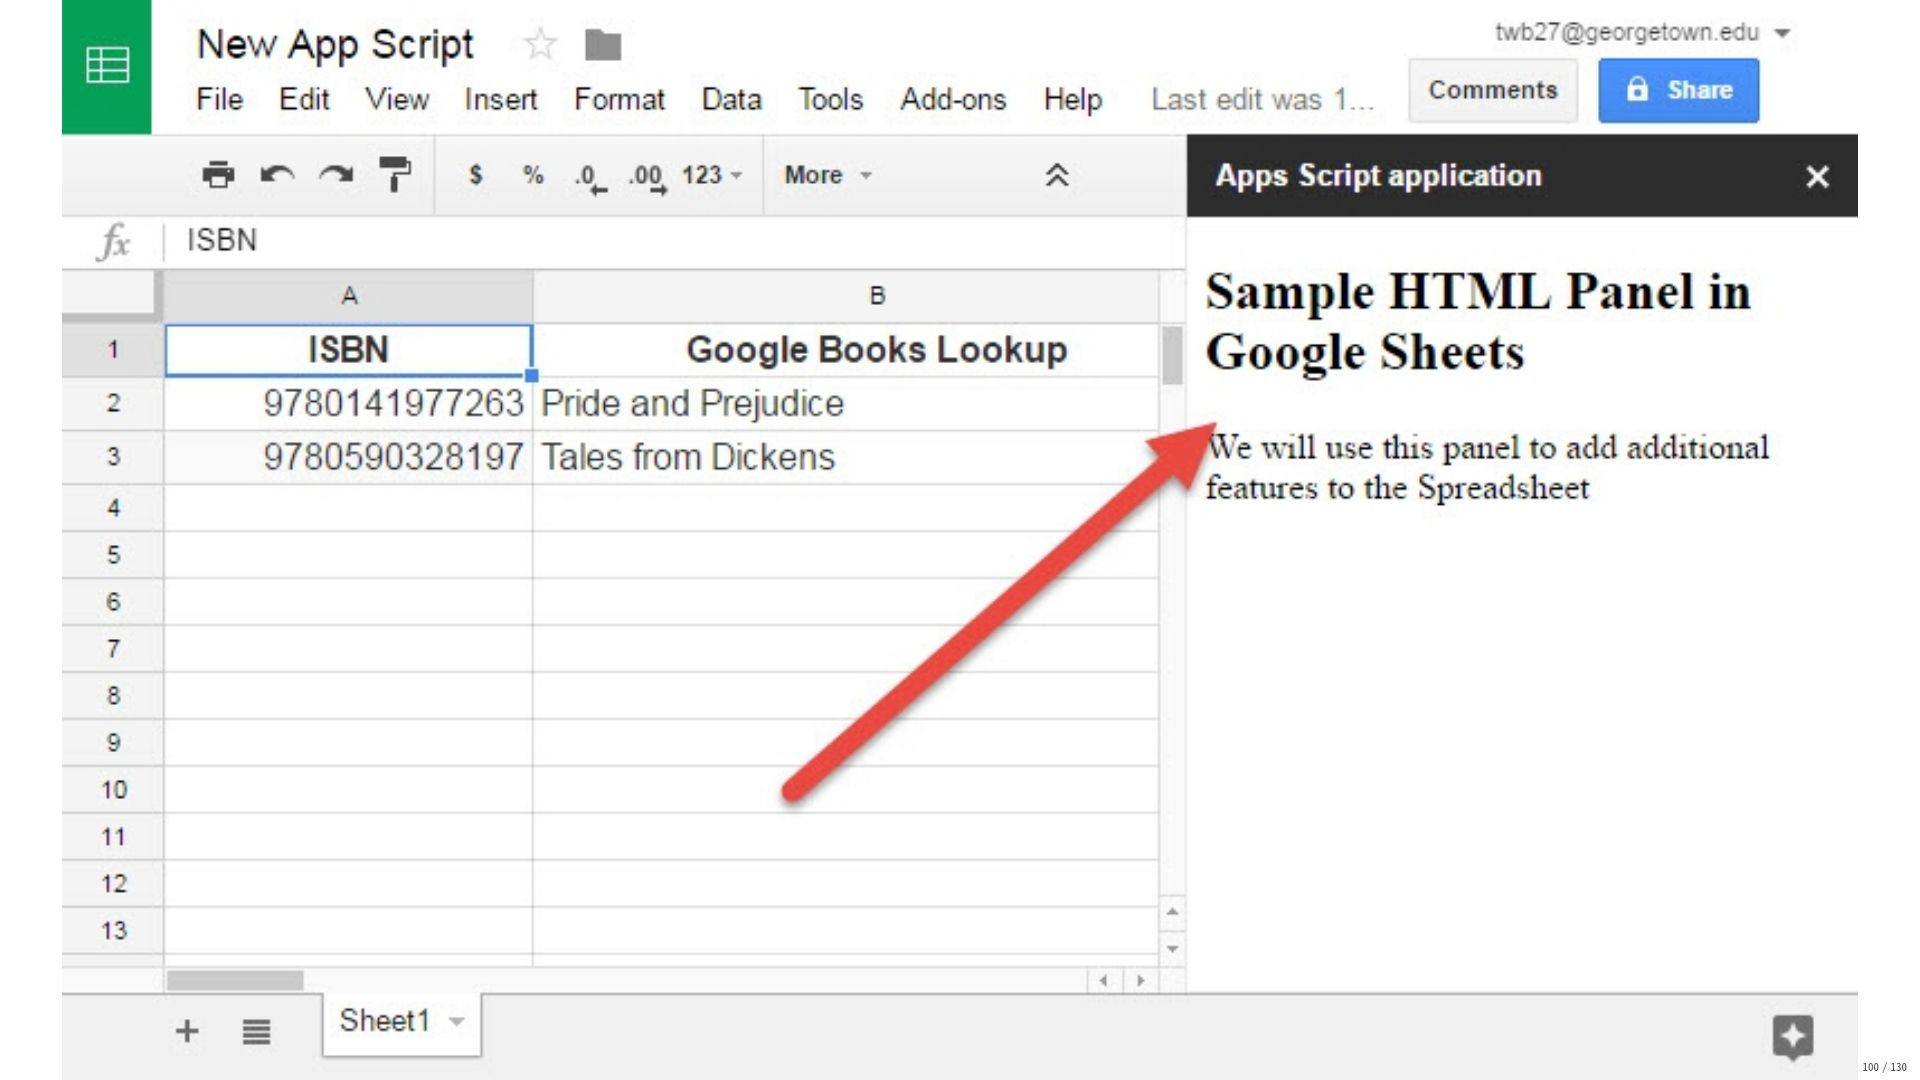 New App Script
twb27@georgetown.edu
File Edit View Insert Format Data Tools Add-ons Help Last edit was 1...
Comments
Share
$ % .0 .00 123 More
Apps Script application
fx ISBN
A B
1 ISBN Google Books Lookup
2 9780141977263 Pride and Prejudice
3 9780590328197 Tales from Dickens
4
5
6
7
8
9
10
11
12
13
Sample HTML Panel in
Google Sheets
We will use this panel to add additional
features to the Spreadsheet
Sheet1
100 / 130